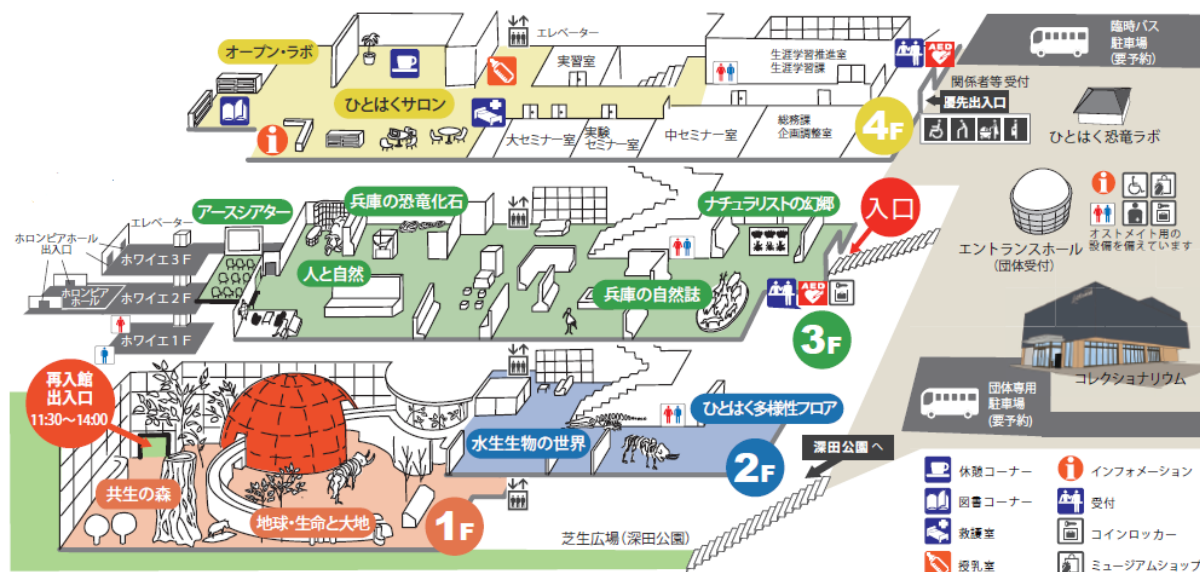 エレベーター
オープン・ラボ
実習室
生涯学習推進室
生涯学習課
AED
臨時バス
駐車場
(要予約)
関係者等受付
優先出入口
ひとはくサロン
大セミナー室
実験
セミナー室
中セミナー室
総務課
企画調整室
4F
ひとはく恐竜ラボ
兵庫の恐竜化石
アースシアター
ナチュラリストの幻郷
入口
エレベーター
ホロンピアホール
出入口
ホワイエ3F
人と自然
エントランスホール
(団体受付)
オストメイト用の
設備を備えています
ホロンピア
ホール
ホワイエ2F
兵庫の自然誌
AED
ホワイエ1F
3F
再入館
出入口
11:30~14:00
コレクショナリウム
団体専用
駐車場
(要予約)
ひとはく多様性フロア
水生生物の世界
深田公園へ
2F
共生の森
地球・生命と大地
1F
芝生広場(深田公園)
休憩コーナー
インフォメーション
図書コーナー
受付
救護室
コインロッカー
授乳室
ミュージアムショップ